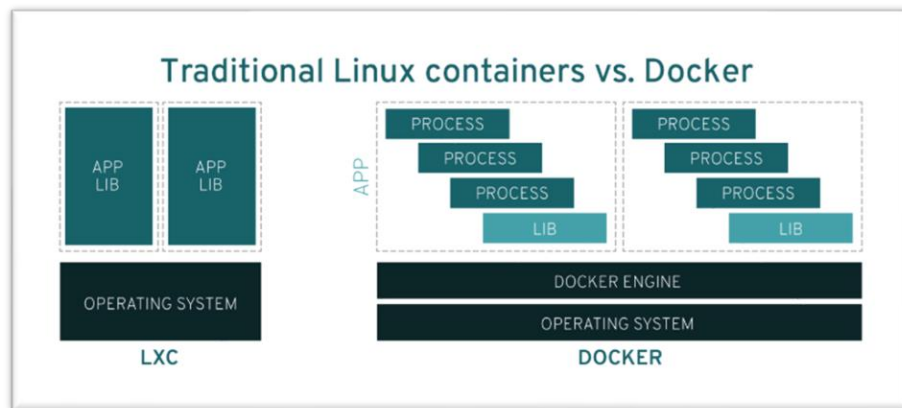 Traditional Linux containers vs. Docker
APP
LIB
APP
LIB
OPERATING SYSTEM
LXC
APP
PROCESS
PROCESS
PROCESS
LIB
PROCESS
PROCESS
PROCESS
LIB
DOCKER ENGINE
OPERATING SYSTEM
DOCKER